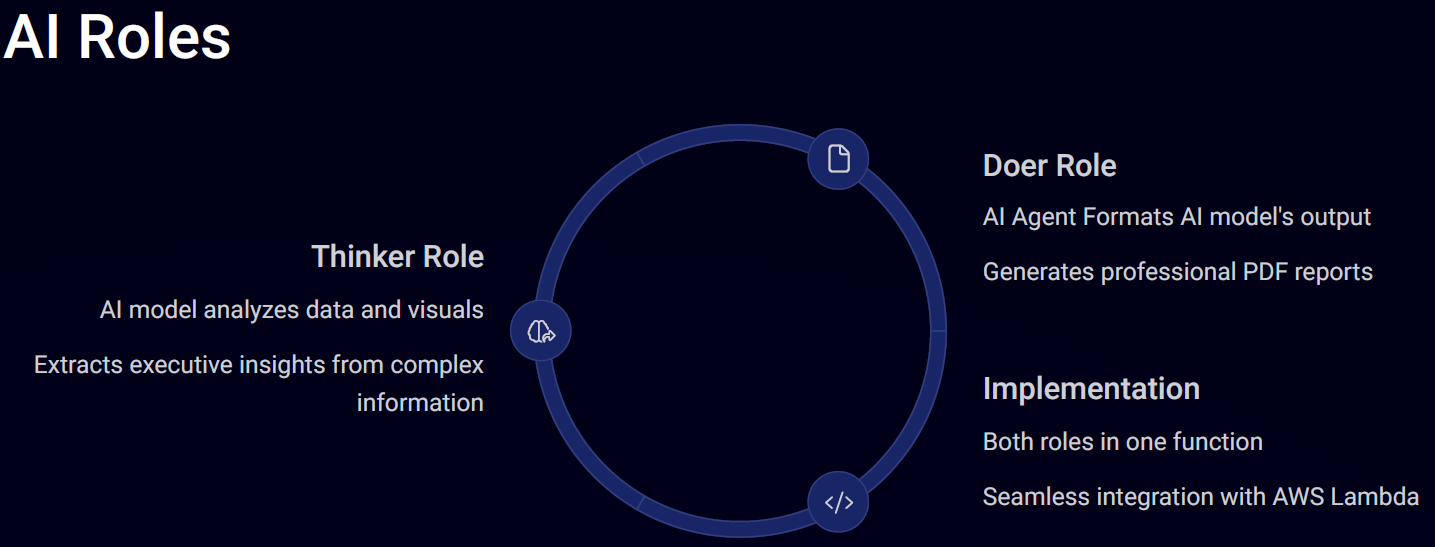 AI Roles
Thinker Role
AI model analyzes data and visuals
Extracts executive insights from complex
information
Doer Role
AI Agent Formats AI model's output
Generates professional PDF reports
Implementation
Both roles in one function
Seamless integration with AWS Lambda